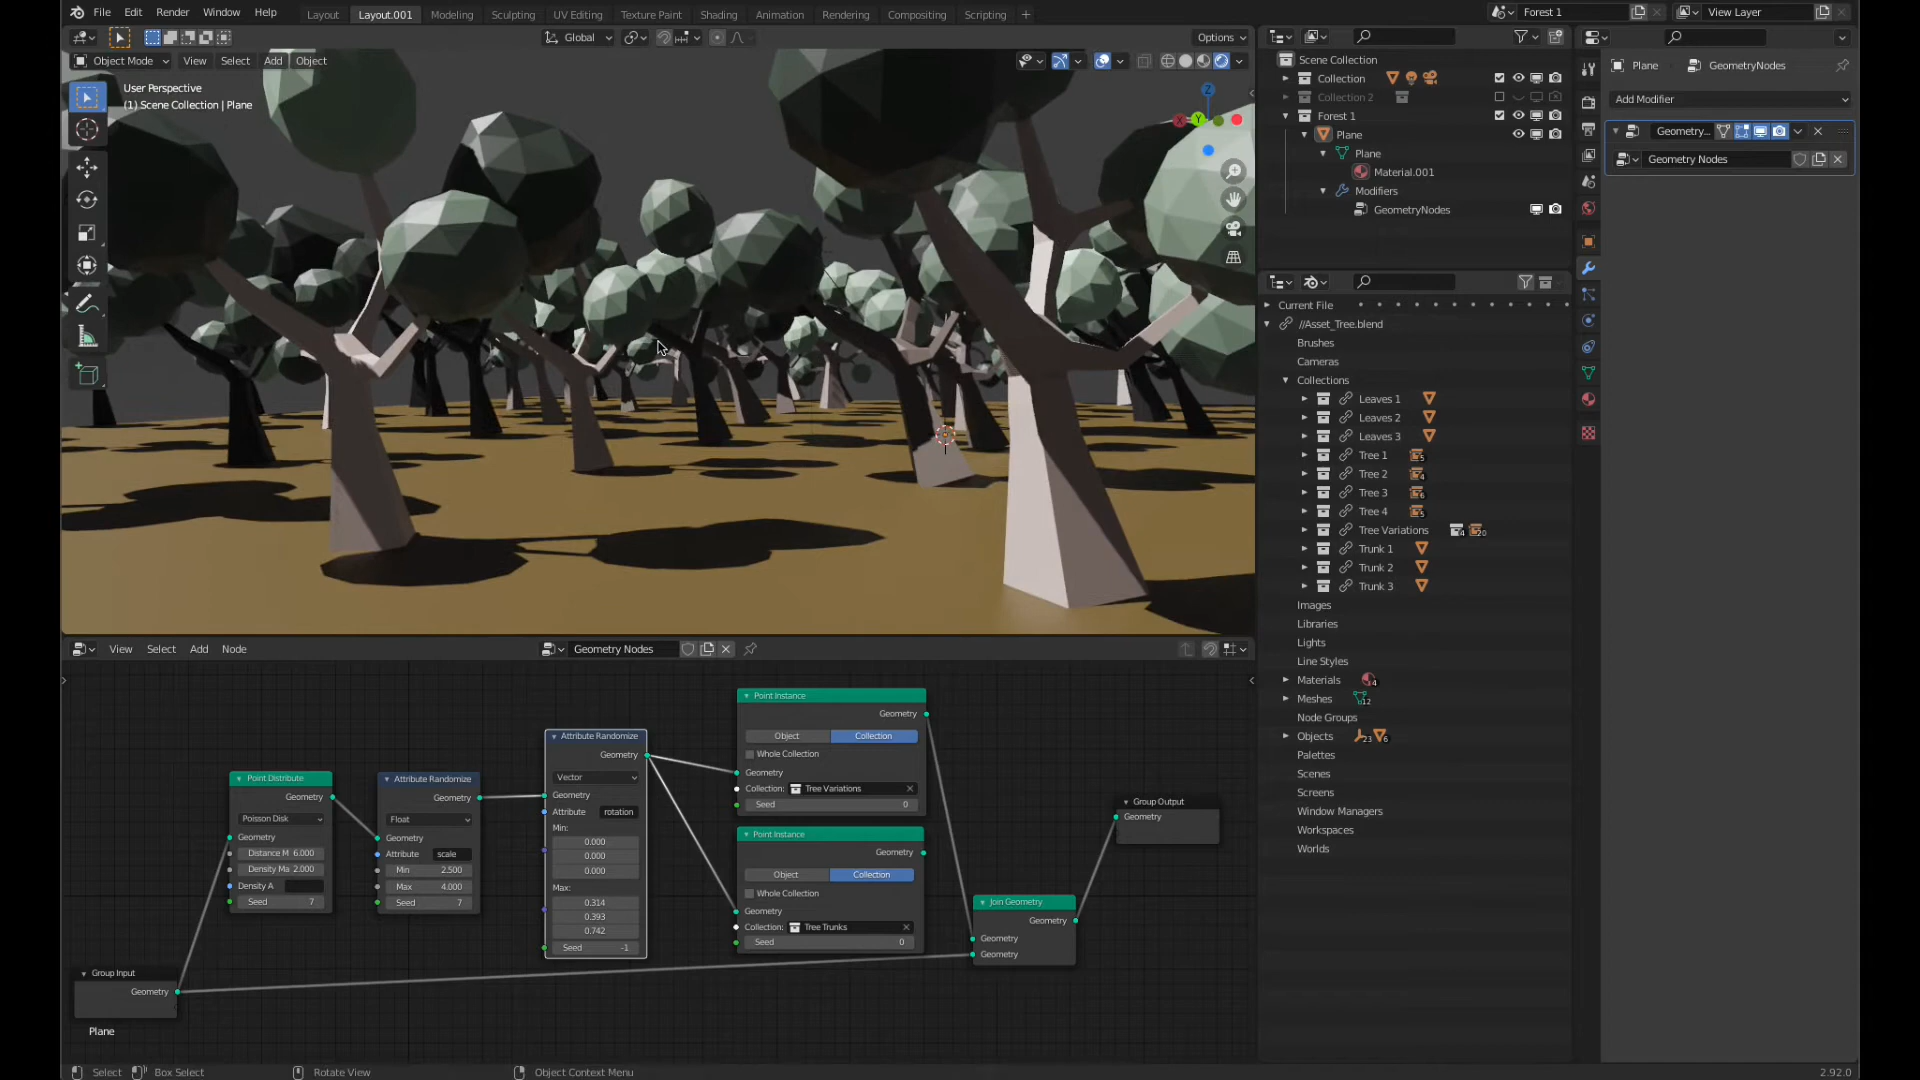 File Edit Render Window Help Layout Layout.001 Modeling Sculpting UV Editing Texture Paint Shading Animation Rendering Compositing Scripting + Forest 1 View Layer
Global Options
Object Mode View Select Add Object
User Perspective
(1) Scene Collection | Plane
Z
X Y
Scene Collection
Collection
Collection 2
Forest 1
Plane
Plane
Material.001
Modifiers
GeometryNodes
Current File
//Asset_Tree.blend
Brushes
Cameras
Collections
Leaves 1
Leaves 2
Leaves 3
Tree 1 5
Tree 2 4
Tree 3 6
Tree 4 5
Tree Variations 4 20
Trunk 1
Trunk 2
Trunk 3
Images
Libraries
Lights
Line Styles
Materials 4
Meshes 12
Node Groups
Objects 23 6
Palettes
Scenes
Screens
Window Managers
Workspaces
Worlds
Plane GeometryNodes
Add Modifier
Geometry...
Geometry Nodes
View Select Add Node Geometry Nodes
Point Distribute
Geometry
Poisson Disk
Geometry
Distance M 6.000
Density Ma 2.000
Density A
Seed 7
Attribute Randomize
Geometry
Float
Geometry
Attribute scale
Min 2.500
Max 4.000
Seed 7
Attribute Randomize
Geometry
Vector
Geometry
Attribute rotation
Min:
0.000
0.000
0.000
Max:
0.314
0.393
0.742
Seed -1
Point Instance
Geometry
Object Collection
Whole Collection
Geometry
Collection: Tree Variations
Seed 0
Point Instance
Geometry
Object Collection
Whole Collection
Geometry
Collection: Tree Trunks
Seed 0
Join Geometry
Geometry
Geometry
Geometry
Group Output
Geometry
Group Input
Geometry
Plane
Select Box Select Rotate View Object Context Menu 2.92.0